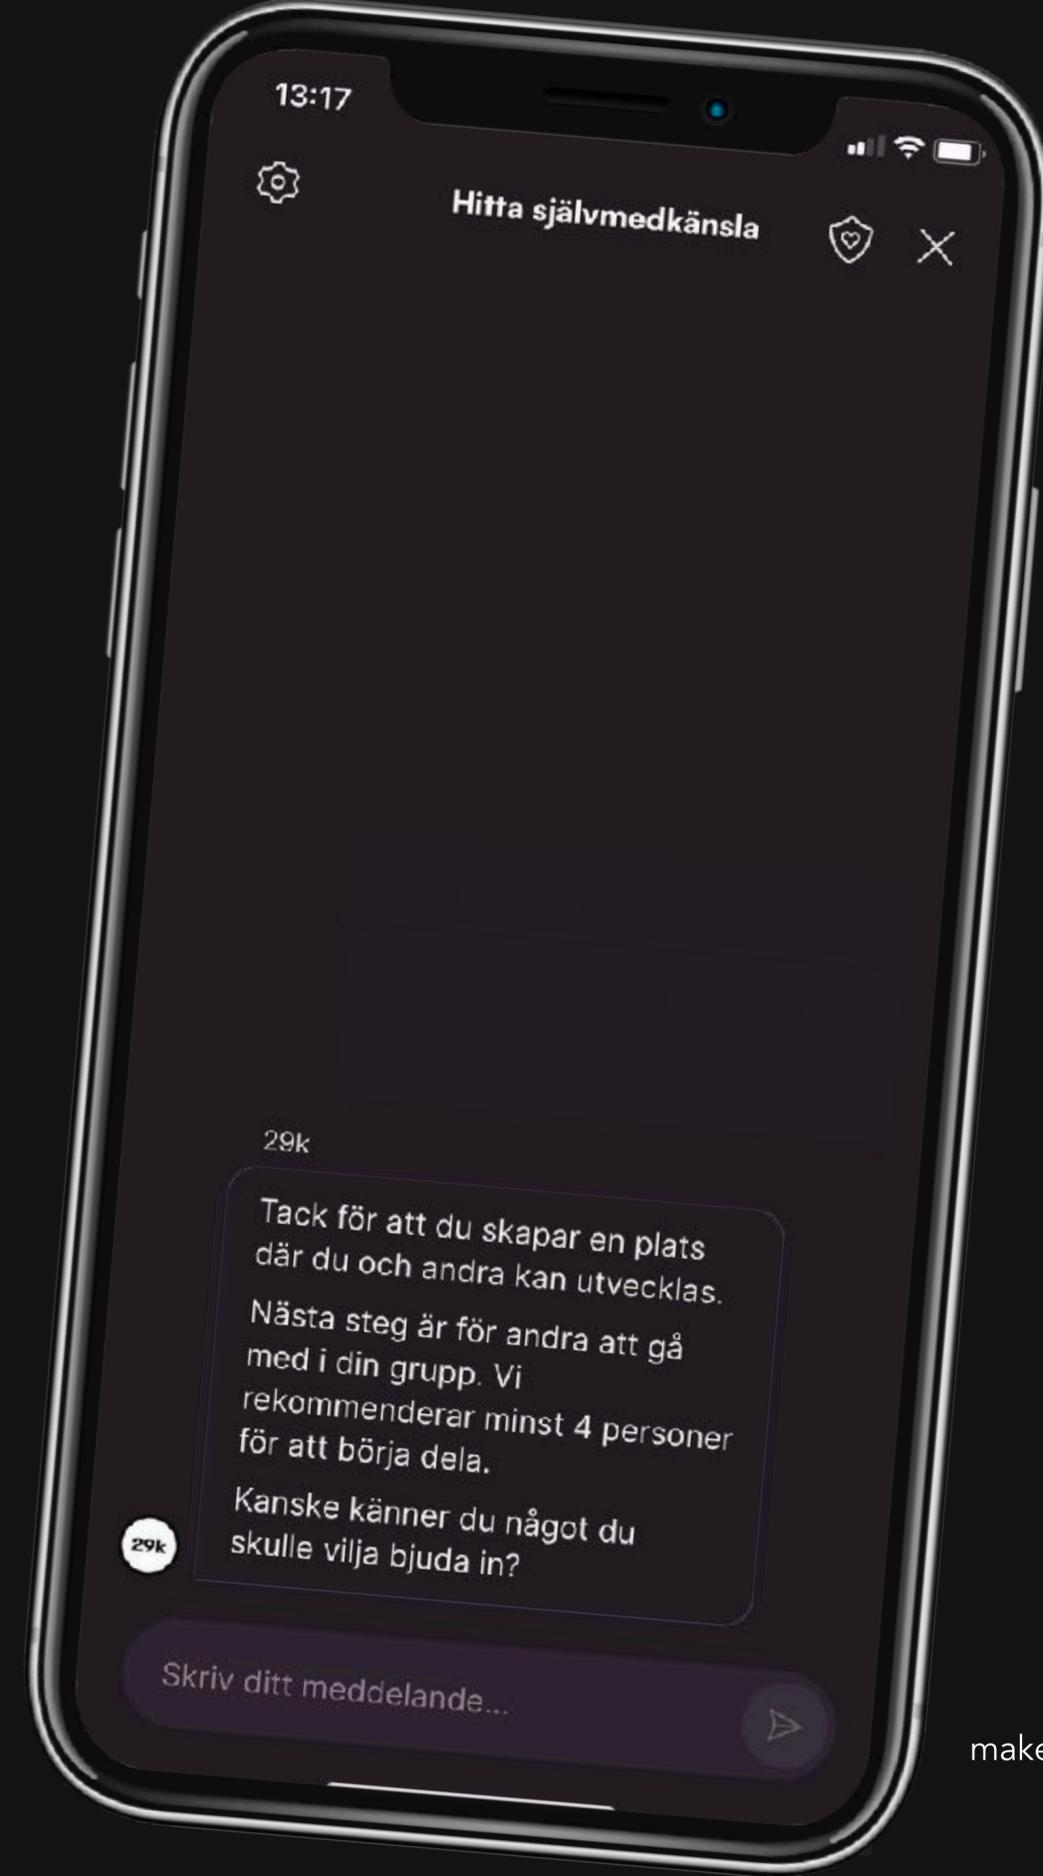 13:17
Hitta självmedkänsla
29k
Tack för att du skapar en plats
där du och andra kan utvecklas.
Nästa steg är för andra att gå
med i din grupp. Vi
rekommenderar minst 4 personer
för att börja dela.
Kanske känner du något du
skulle vilja bjuda in?
29k
Skriv ditt meddelande...
make